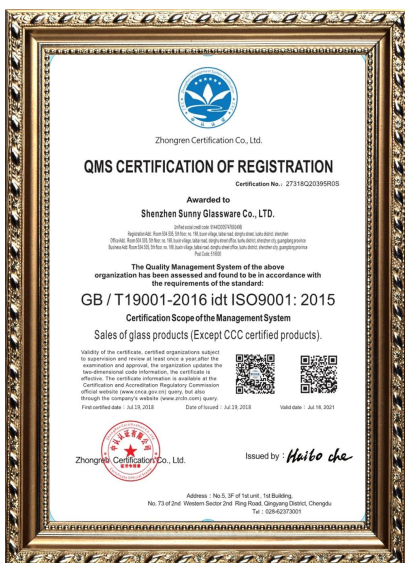 Zhongren Certification Co., Ltd.
QMS CERTIFICATION OF REGISTRATION
Certification No.: 27318Q20395R0S
Awarded to
Shenzhen Sunny Glassware Co., LTD.
The Quality Management System of the above
organization has been assessed and found to be in accordance with
the requirements of the standard:
GB / T19001-2016 idt ISO9001: 2015
Certification Scope of the Management System
Sales of glass products (Except CCC certified products).
Validity of the certificate, certified organizations subject
to supervision and review at least once a year,after the
examination and approval, the organization updates the
two-dimensional code information, the certificate is
effective. The certificate information is available at the
Certification and Accreditation Regulatory Commission
official website (www.cnca.gov.cn) query, but also
through the company's website (www.zrcln.com) query.
First certified date : Jul.19, 2018
Date of Issued : Jul.19, 2018
Valid date : Jul 18, 2021
Zhongren Certification Co., Ltd.
Issued by : Haibo che
Address : No.5, 3F of 1st unit , 1st Building,
No. 73 of 2nd Western Sector 2nd Ring Road, Qingyang District, Chengdu
Tel : 028-62373001